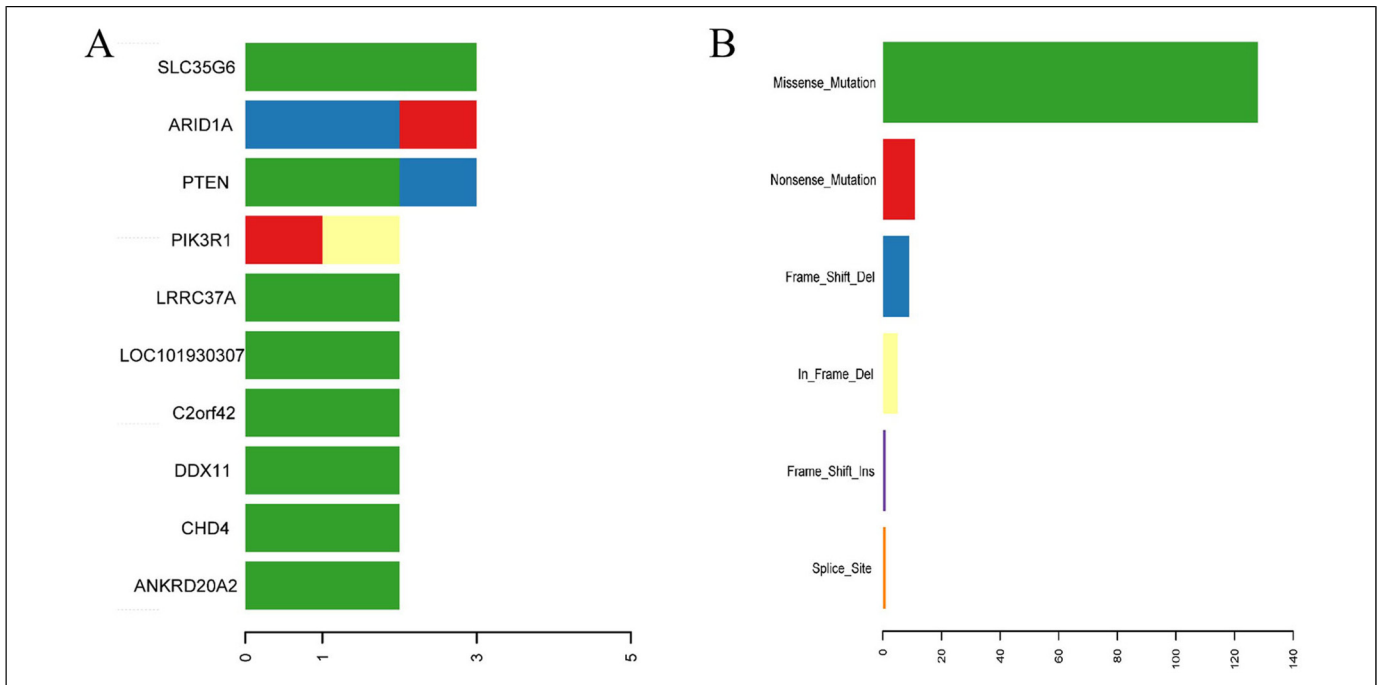 A
SLC35G6
ARID1A
PTEN
PIK3R1
LRRC37A
LOC101930307
C2orf42
DDX11
CHD4
ANKRD20A2
0 1 3 5
B
Missense_Mutation
Nonsense_Mutation
Frame_Shift_Del
In_Frame_Del
Frame_Shift_Ins
Splice_Site
0 20 40 60 80 100 120 140